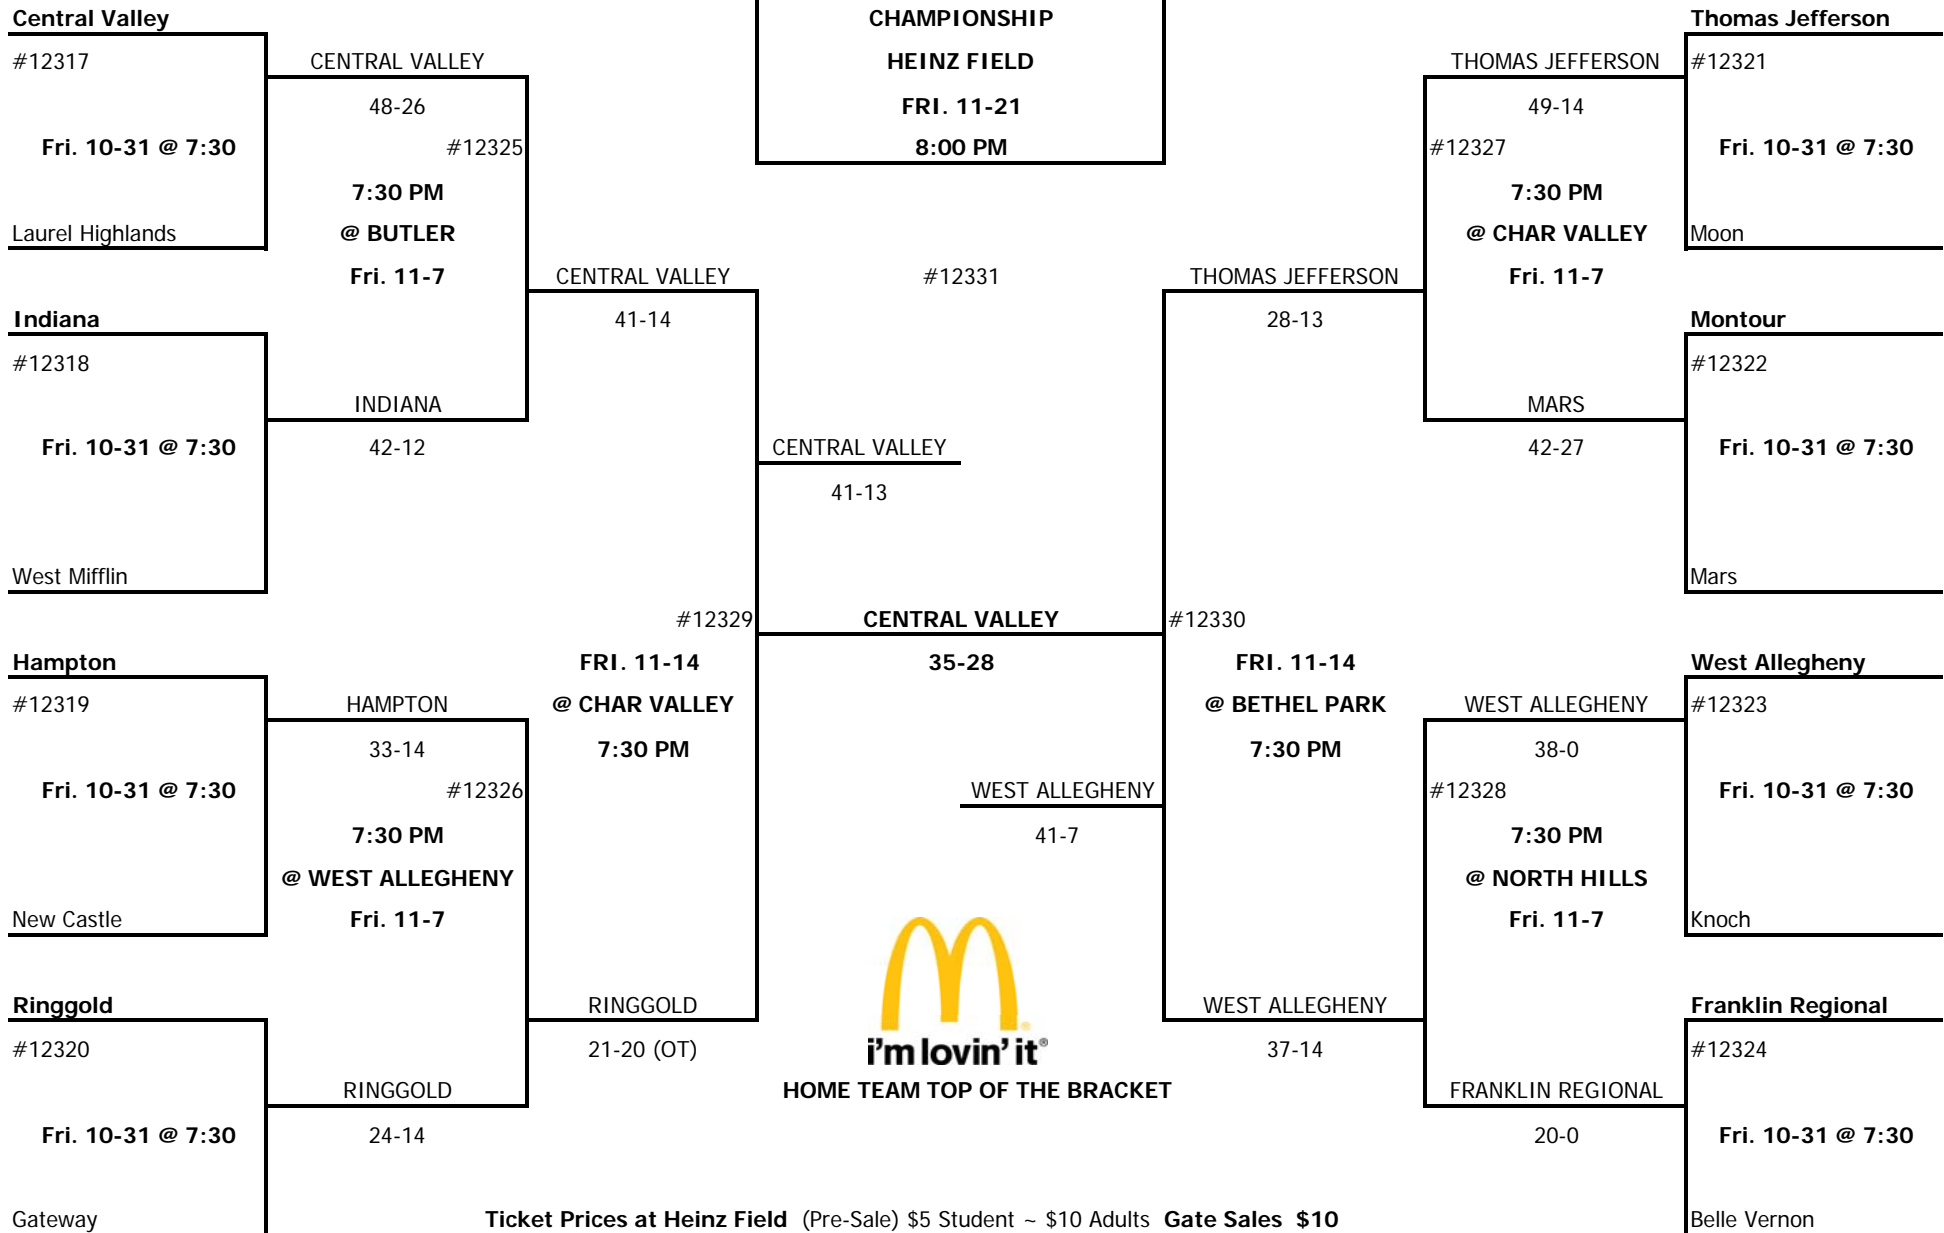 Central Valley
CHAMPIONSHIP
Thomas Jefferson
#12317
CENTRAL VALLEY
HEINZ FIELD
THOMAS JEFFERSON
#12321
48-26
FRI. 11-21
49-14
Fri. 10-31 @ 7:30
#12325
8:00 PM
#12327
Fri. 10-31 @ 7:30
7:30 PM
7:30 PM
Laurel Highlands
@ BUTLER
@ CHAR VALLEY
Moon
Fri. 11-7
CENTRAL VALLEY
#12331
THOMAS JEFFERSON
Fri. 11-7
Indiana
41-14
28-13
Montour
#12318
#12322
INDIANA
MARS
Fri. 10-31 @ 7:30
42-12
CENTRAL VALLEY
42-27
Fri. 10-31 @ 7:30
41-13
West Mifflin
Mars
#12329
CENTRAL VALLEY
#12330
Hampton
FRI. 11-14
35-28
FRI. 11-14
West Allegheny
#12319
HAMPTON
@ CHAR VALLEY
@ BETHEL PARK
WEST ALLEGHENY
#12323
33-14
7:30 PM
7:30 PM
38-0
Fri. 10-31 @ 7:30
#12326
WEST ALLEGHENY
#12328
Fri. 10-31 @ 7:30
7:30 PM
41-7
7:30 PM
@ WEST ALLEGHENY
@ NORTH HILLS
New Castle
Fri. 11-7
Fri. 11-7
Knoch
Ringgold
RINGGOLD
WEST ALLEGHENY
Franklin Regional
#12320
21-20 (OT)
i'm lovin' it®
37-14
#12324
RINGGOLD
HOME TEAM TOP OF THE BRACKET
FRANKLIN REGIONAL
Fri. 10-31 @ 7:30
24-14
20-0
Fri. 10-31 @ 7:30
Gateway
Ticket Prices at Heinz Field (Pre-Sale) $5 Student ~ $10 Adults Gate Sales $10
Belle Vernon